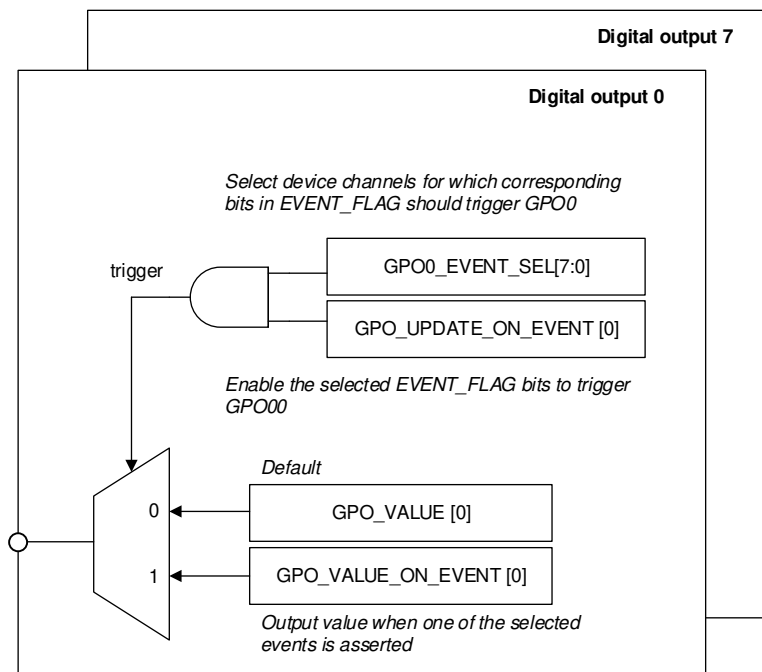 Digital output 7
Digital output 0
Select device channels for which corresponding
bits in EVENT_FLAG should trigger GPO0
trigger
GPO0_EVENT_SEL[7:0]
GPO_UPDATE_ON_EVENT [0]
Enable the selected EVENT_FLAG bits to trigger
GPO00
Default
0
GPO_VALUE [0]
1
GPO_VALUE_ON_EVENT [0]
Output value when one of the selected
events is asserted